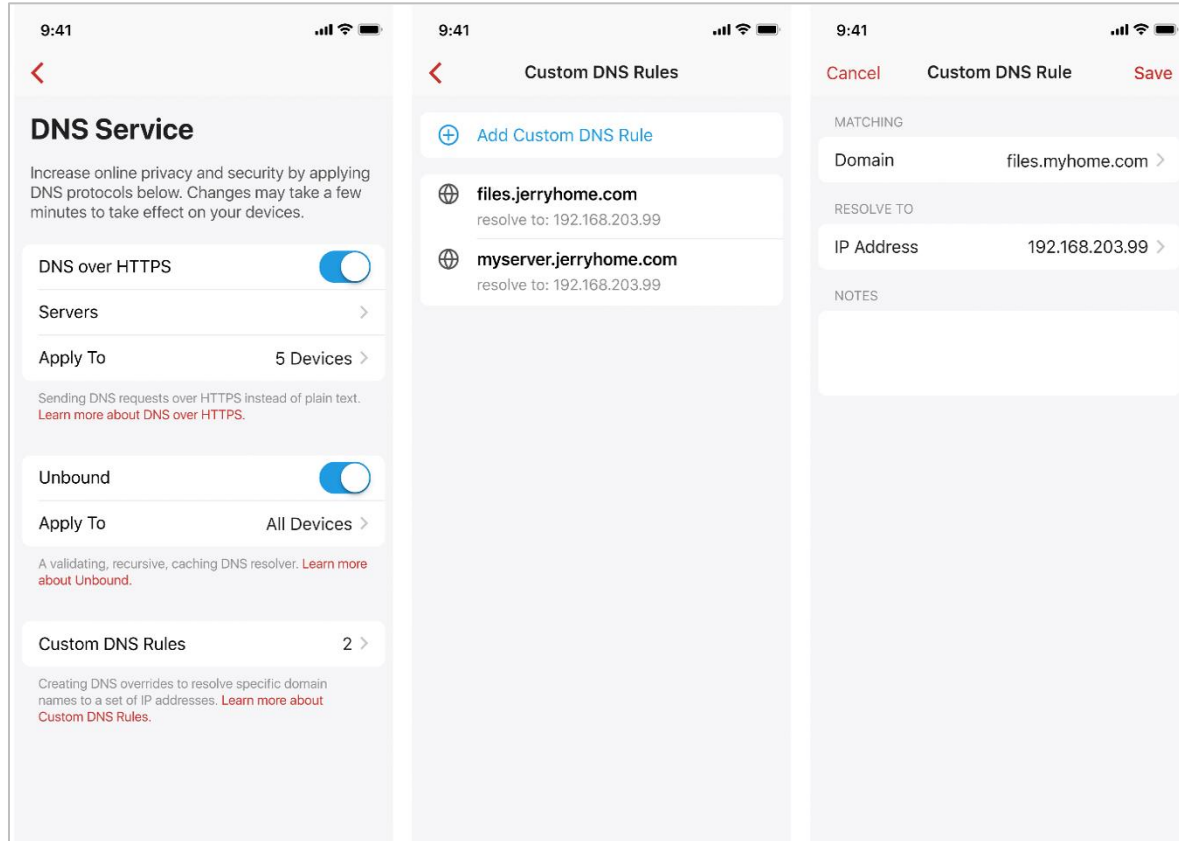 9:41
DNS Service
Increase online privacy and security by applying
DNS protocols below. Changes may take a few
minutes to take effect on your devices.
DNS over HTTPS
Servers
Apply To 5 Devices
Sending DNS requests over HTTPS instead of plain text.
Learn more about DNS over HTTPS.
Unbound
Apply To All Devices
A validating, recursive, caching DNS resolver. Learn more
about Unbound.
Custom DNS Rules 2
Creating DNS overrides to resolve specific domain
names to a set of IP addresses. Learn more about
Custom DNS Rules.
9:41
Custom DNS Rules
Add Custom DNS Rule
files.jerryhome.com
resolve to: 192.168.203.99
myserver.jerryhome.com
resolve to: 192.168.203.99
9:41
Cancel Custom DNS Rule Save
MATCHING
Domain files.myhome.com
RESOLVE TO
IP Address 192.168.203.99
NOTES